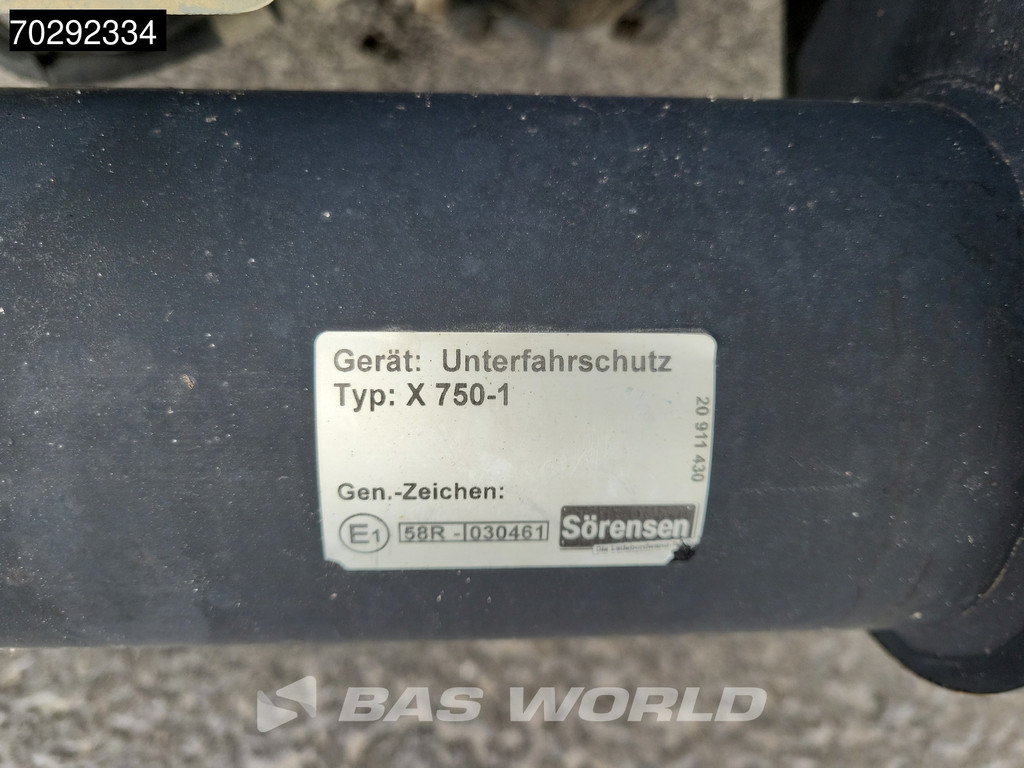 70292334
Gerät: Unterfahrschutz
Typ: X 750-1
20 911 430
Gen.-Zeichen:
E1 58R - 030461 Sörensen
BAS WORLD